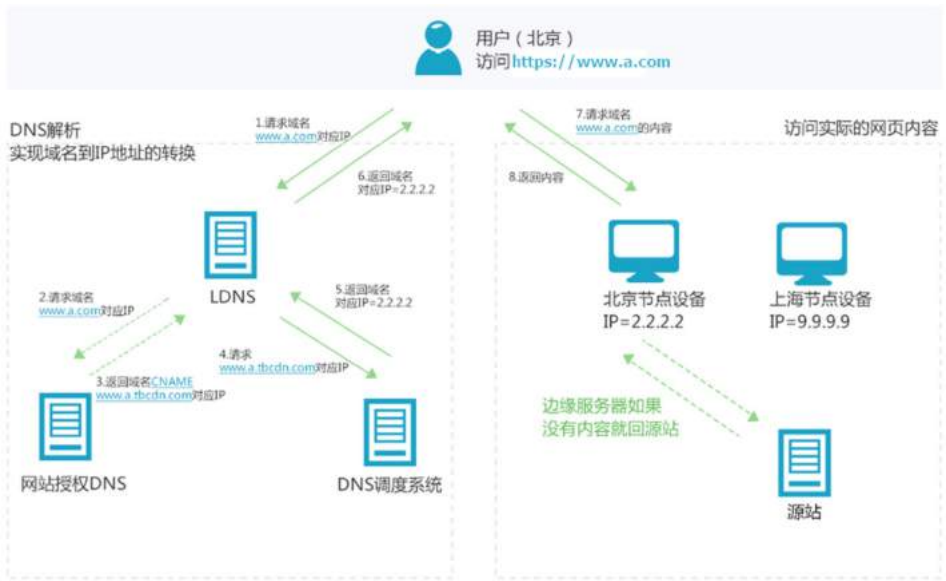 用户（北京）
访问https://www.a.com
DNS解析
实现域名到IP地址的转换
1.请求域名
www.a.com对应IP
6.返回域名
对应IP=2.2.2.2
LDNS
2.请求域名
www.a.com对应IP
5.返回域名
对应IP=2.2.2.2
4.请求
www.a.tbcdn.com对应IP
3.返回域名CNAME
www.a.tbcdn.com对应IP
网站授权DNS
DNS调度系统
7.请求域名
www.a.com的内容
访问实际的网页内容
8.返回内容
北京节点设备
IP=2.2.2.2
上海节点设备
IP=9.9.9.9
边缘服务器如果
没有内容就回源站
源站